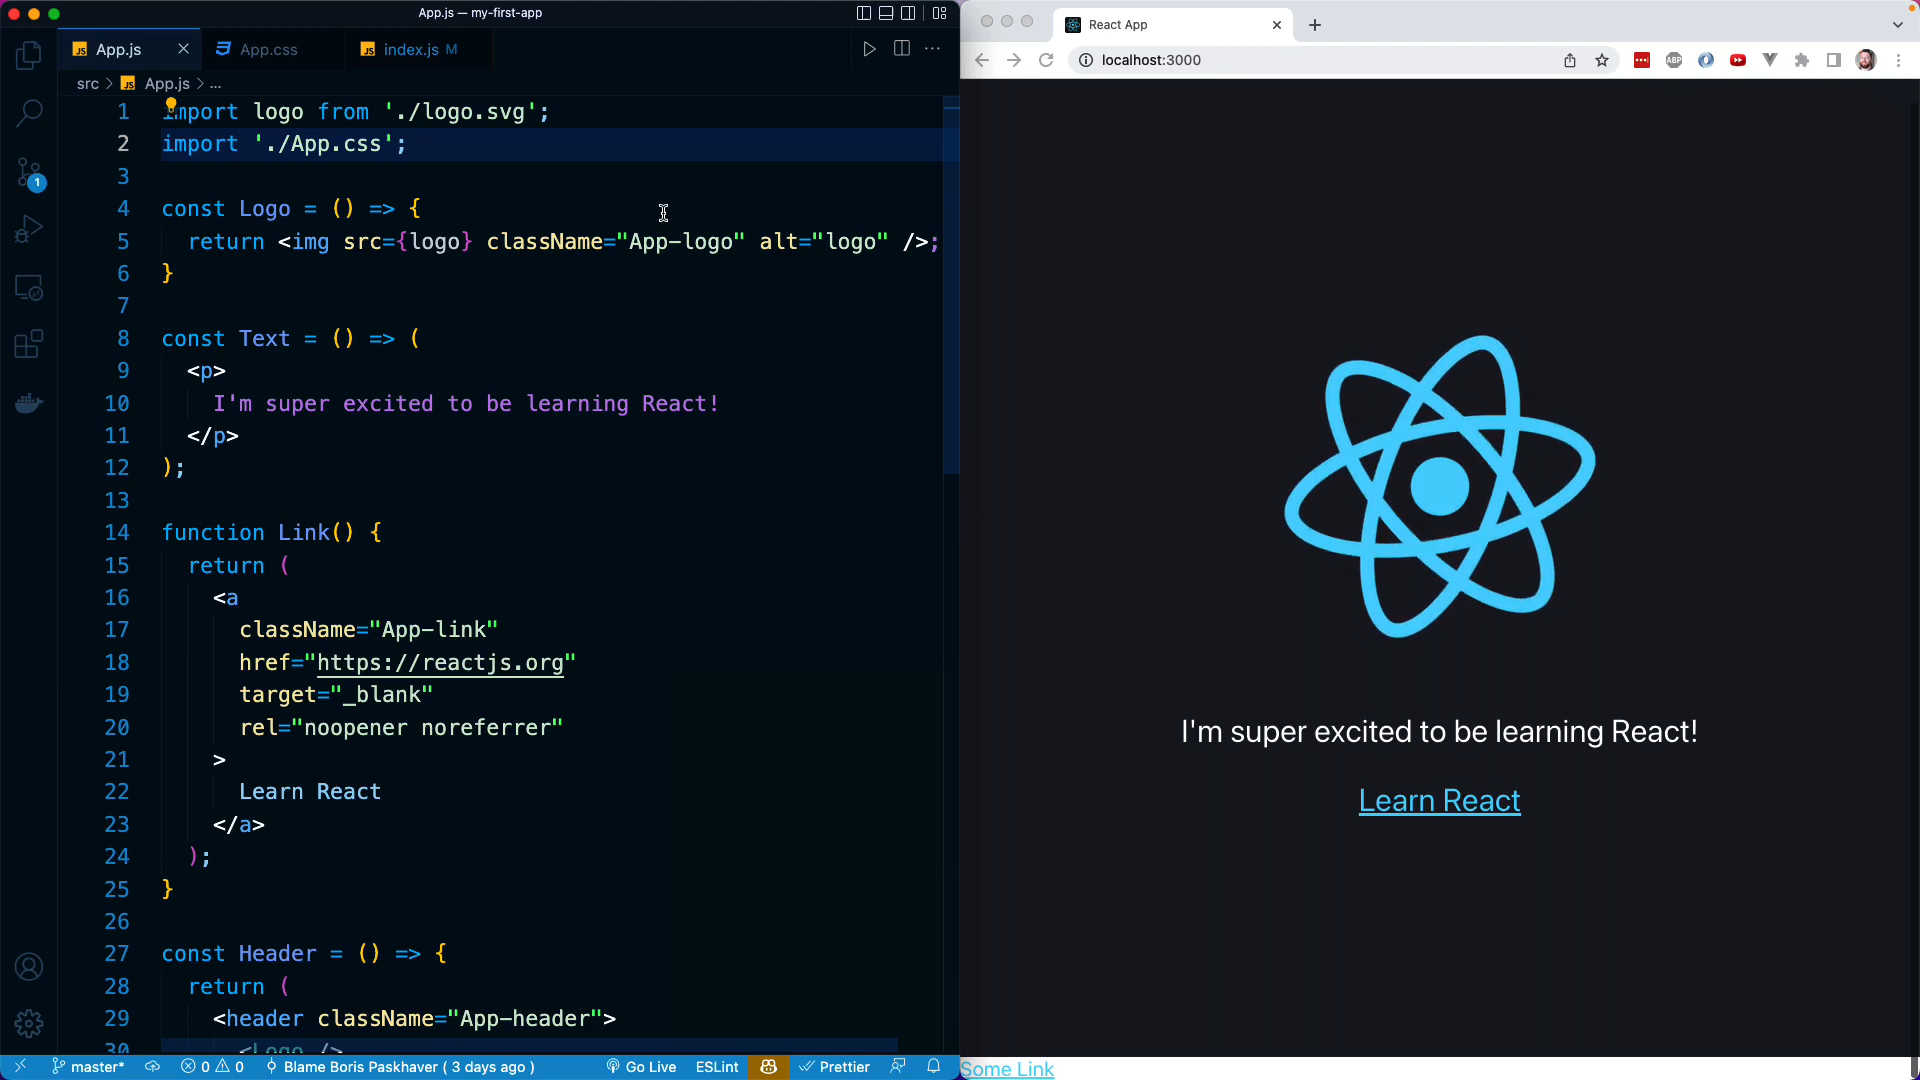 App.js — my-first-app
App.js
App.css
index.js M
src > App.js > ...
1 import logo from './logo.svg';
2 import './App.css';
3
4 const Logo = () => {
5 return <img src={logo} className="App-logo" alt="logo" />;
6 }
7
8 const Text = () => (
9 <p>
10 I'm super excited to be learning React!
11 </p>
12 );
13
14 function Link() {
15 return (
16 <a
17 className="App-link"
18 href="https://reactjs.org"
19 target="_blank"
20 rel="noopener noreferrer"
21 >
22 Learn React
23 </a>
24 );
25 }
26
27 const Header = () => {
28 return (
29 <header className="App-header">
30 <Logo />
1
master*
0 0
Blame Boris Paskhaver ( 3 days ago )
Go Live
ESLint
Prettier
React App
localhost:3000
ABP
I'm super excited to be learning React!
Learn React
Some Link